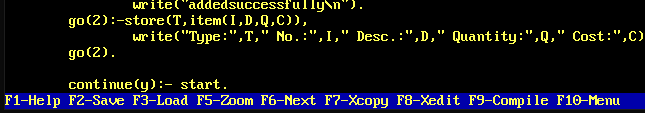 write("addedsuccessfully\n").
go(2):-store(T,item(I,D,Q,C)),
write("Type:",T," No.:",I," Desc.:",D," Quantity:",Q," Cost:",C)
go(2).
continue(y):- start.
F1-Help F2-Save F3-Load F5-Zoom F6-Next F7-Xcopy F8-Xedit F9-Compile F10-Menu